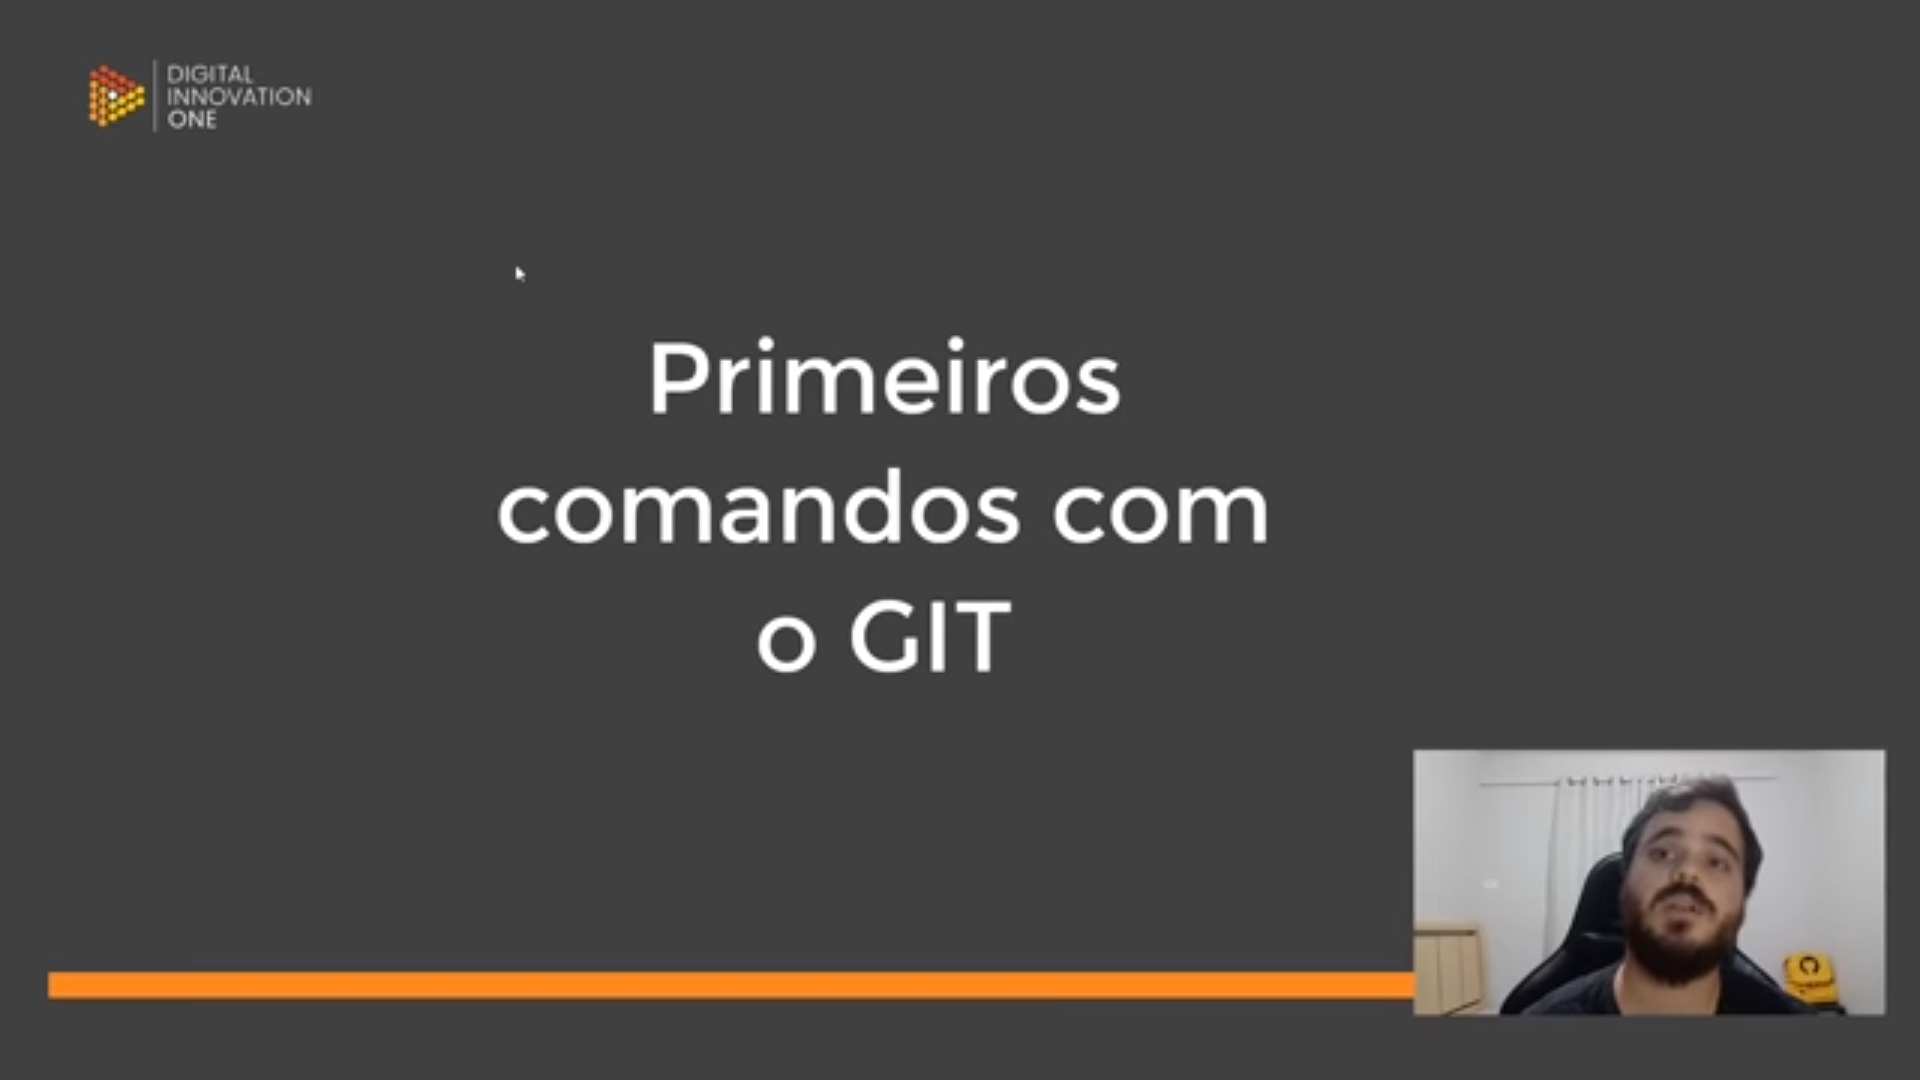 DIGITAL
INNOVATION
ONE
Primeiros
comandos com
o GIT